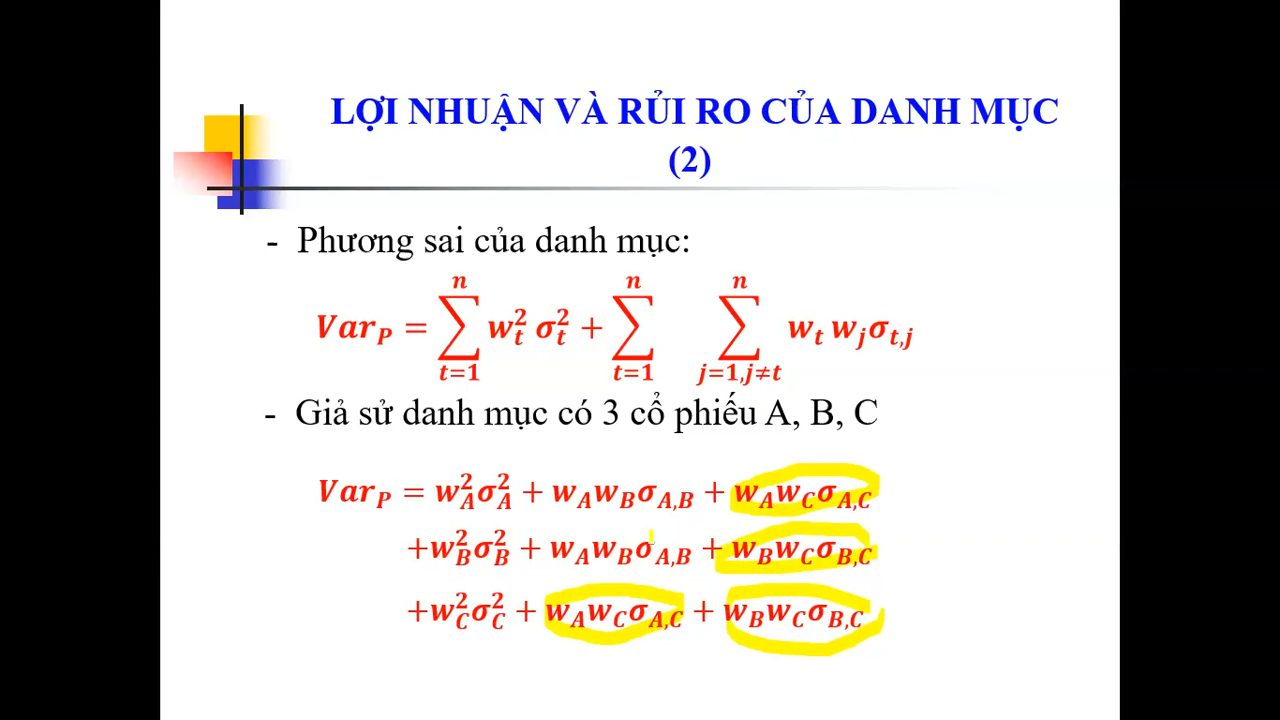 LỢI NHUẬN VÀ RỦI RO CỦA DANH MỤC
(2)
- Phương sai của danh mục:
Var_P = ∑_{t=1}^{n} w_t^2 σ_t^2 + ∑_{t=1}^{n} ∑_{j=1,j≠t}^{n} w_t w_j σ_{t,j}
- Giả sử danh mục có 3 cổ phiếu A, B, C
Var_P = w_A^2 σ_A^2 + w_A w_B σ_{A,B} + w_A w_C σ_{A,C}
+w_B^2 σ_B^2 + w_A w_B σ_{A,B} + w_B w_C σ_{B,C}
+w_C^2 σ_C^2 + w_A w_C σ_{A,C} + w_B w_C σ_{B,C}